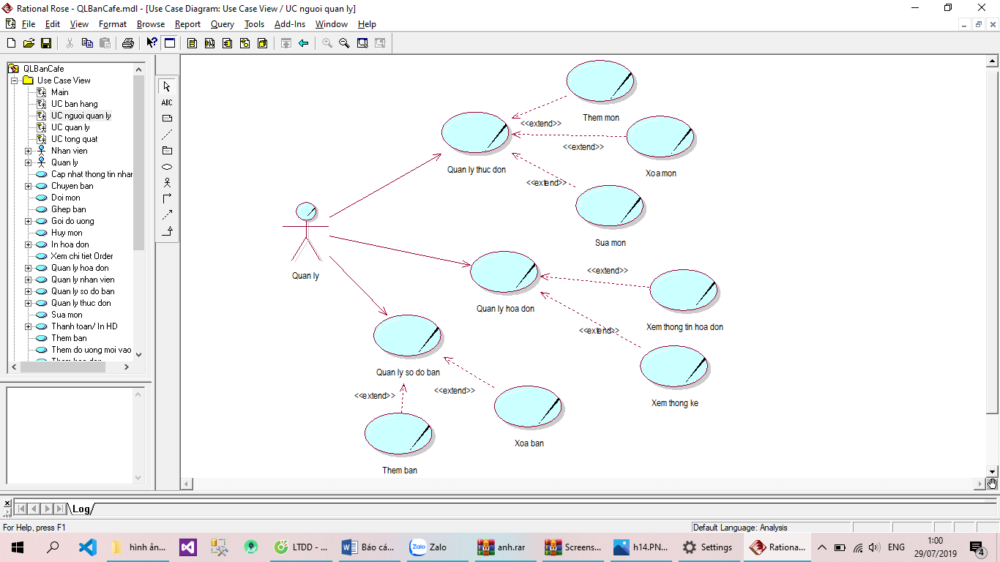 Rational Rose - QLBanCafe.mdl - [Use Case Diagram: Use Case View / UC nguoi quan ly]
File Edit View Format Browse Report Query Tools Add-Ins Window Help
QLBanCafe
Use Case View
Main
UC ban hang
UC nguoi quan ly
UC quan ly
UC tong quat
Nhan vien
Quan ly
Cap nhat thong tin nhan
Chuyen ban
Doi mon
Ghep ban
Goi do uong
Huy mon
In hoa don
Xem chi tiet Order
Quan ly hoa don
Quan ly nhan vien
Quan ly so do ban
Quan ly thuc don
Sua mon
Thanh toan/ In HD
Them ban
Them do uong moi vao
ABC
Them mon
<<extend>>
<<extend>>
Quan ly thuc don
Xoa mon
<<extend>>
Sua mon
Quan ly
<<extend>>
Quan ly hoa don
Xem thong tin hoa don
<<extend>>
Quan ly so do ban
<<extend>>
<<extend>>
Xem thong ke
Xoa ban
Them ban
Log
For Help, press F1
Default Language: Analysis
hình ản...
LTDD - ...
Báo cá...
Zalo
Zalo
anh.rar
Screens...
h14.PN...
Settings
Rationa...
ENG
1:00
29/07/2019
4